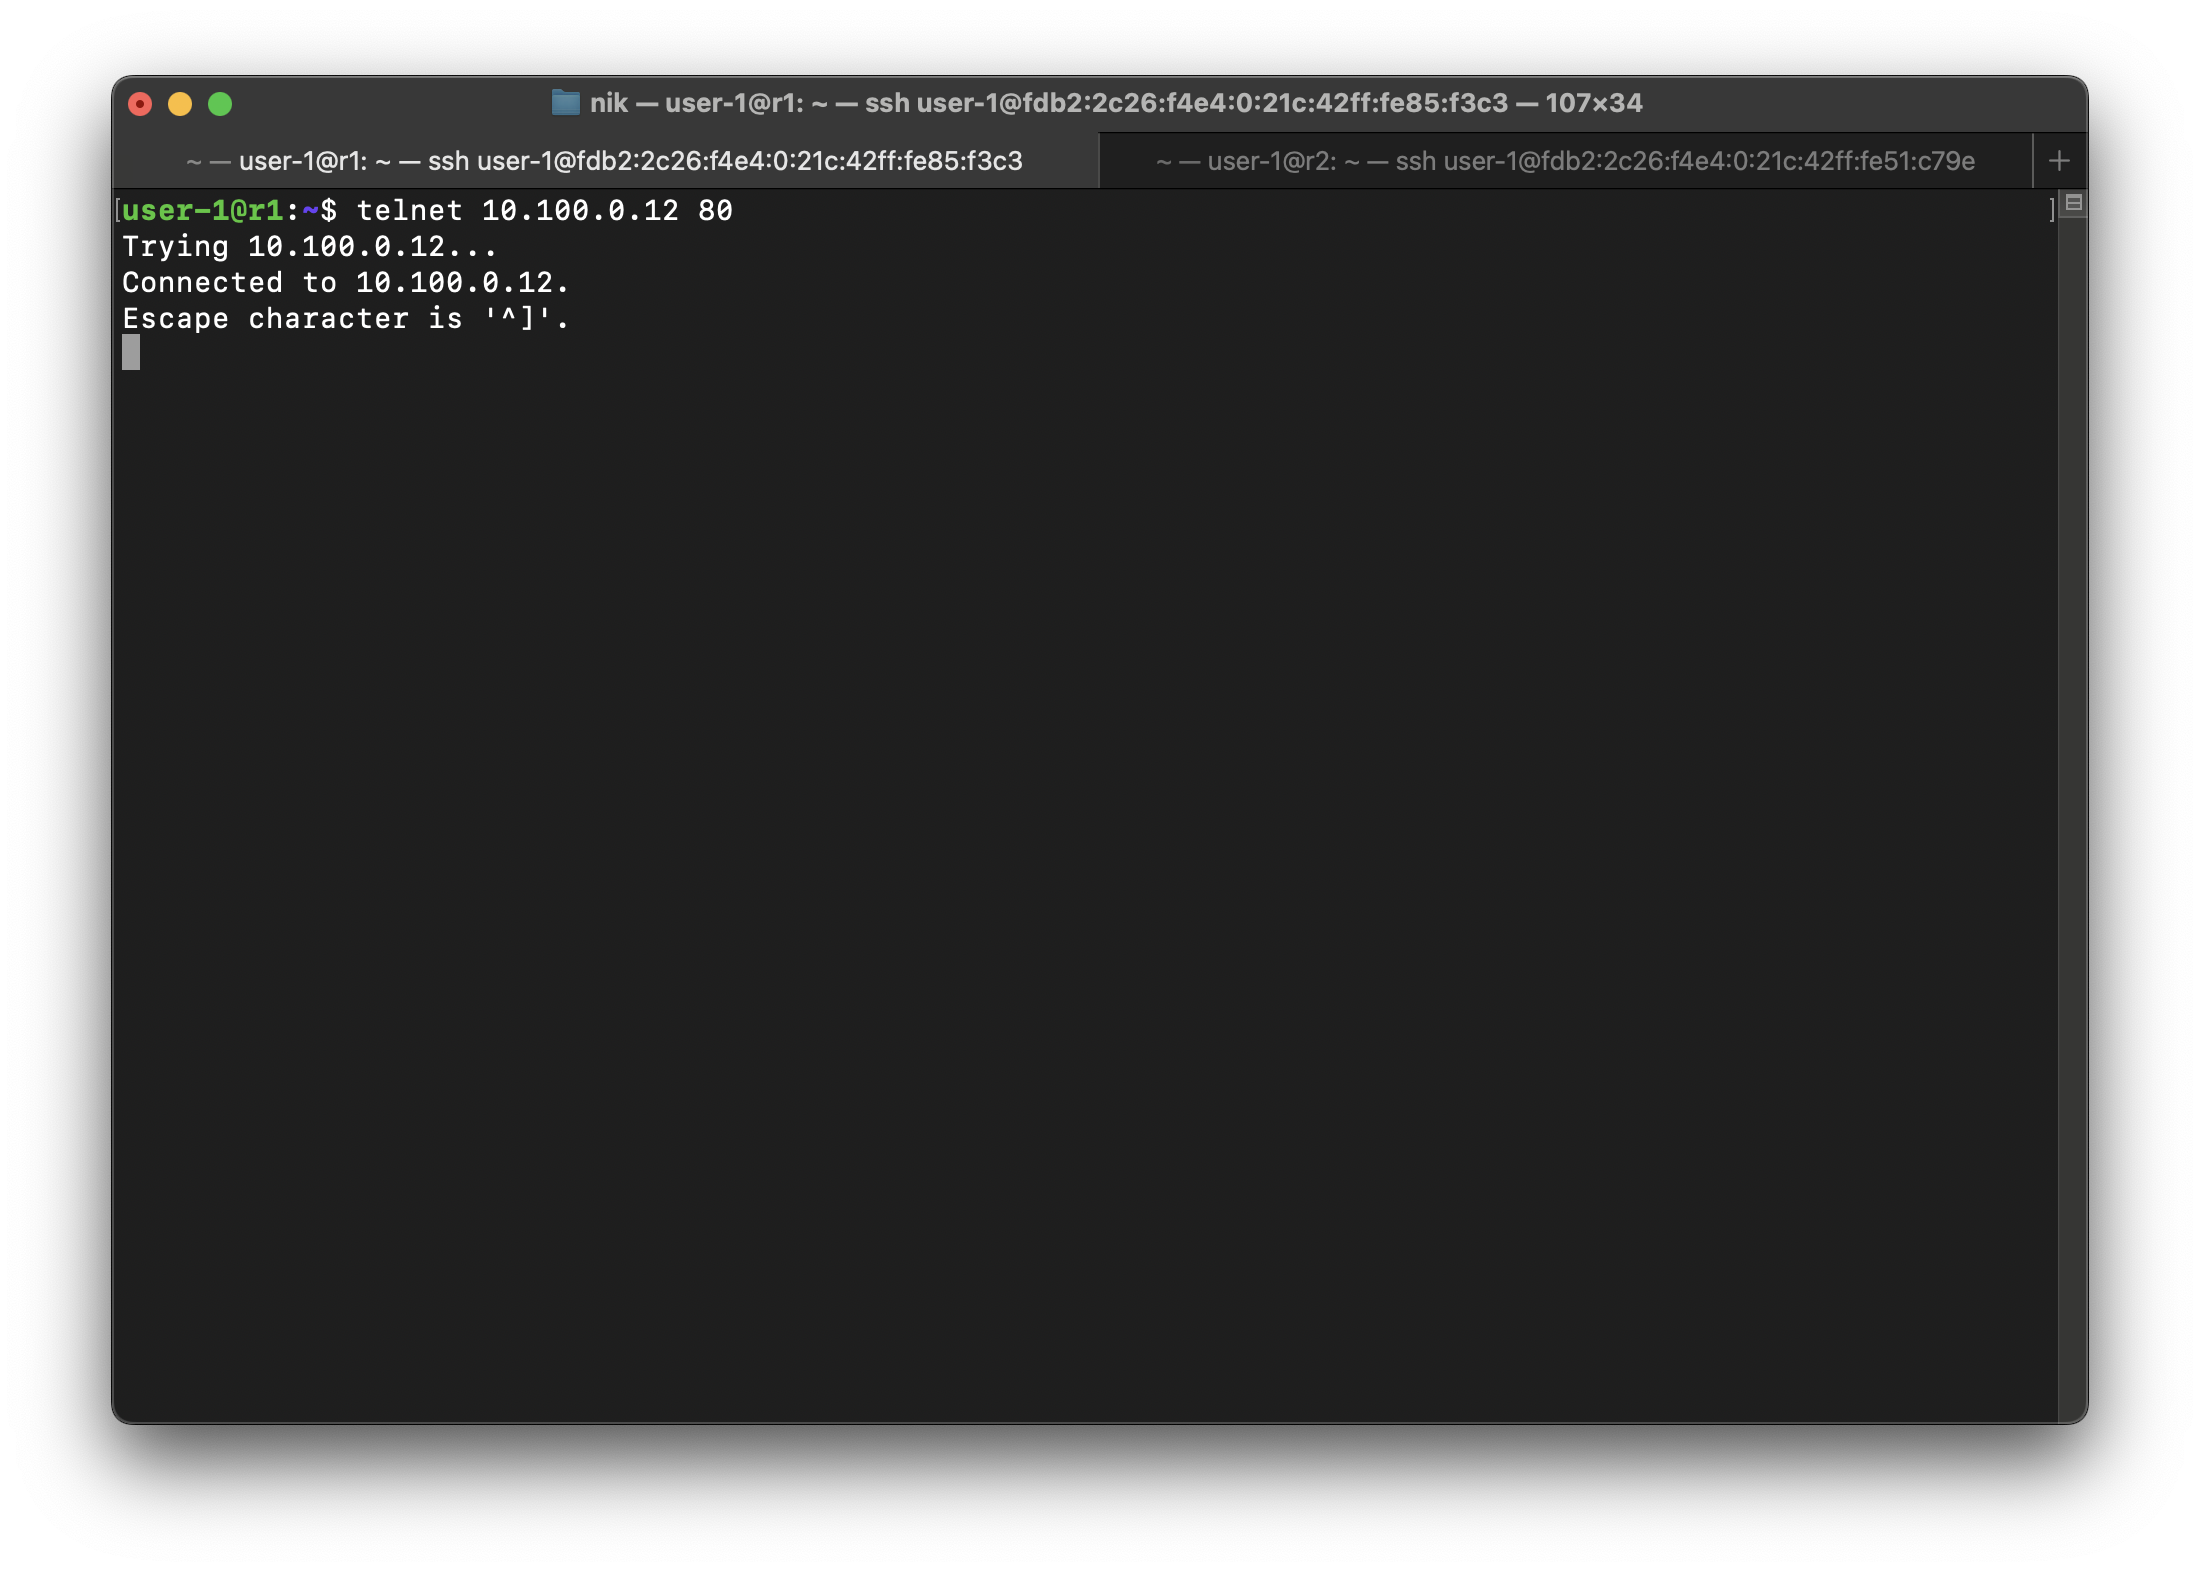 nik — user-1@r1: ~ — ssh user-1@fdb2:2c26:f4e4:0:21c:42ff:fe85:f3c3 — 107×34
~ — user-1@r1: ~ — ssh user-1@fdb2:2c26:f4e4:0:21c:42ff:fe85:f3c3
~ — user-1@r2: ~ — ssh user-1@fdb2:2c26:f4e4:0:21c:42ff:fe51:c79e
+
[user-1@r1:~$ telnet 10.100.0.12 80 ]
Trying 10.100.0.12...
Connected to 10.100.0.12.
Escape character is '^]'.